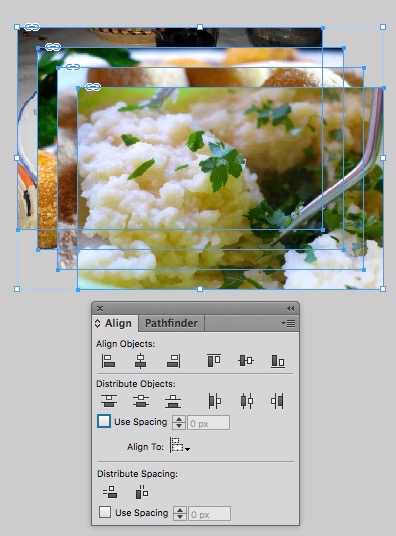 Align
Pathfinder
Align Objects:
Distribute Objects:
Use Spacing
0 px
Align To:
Distribute Spacing:
Use Spacing
0 px